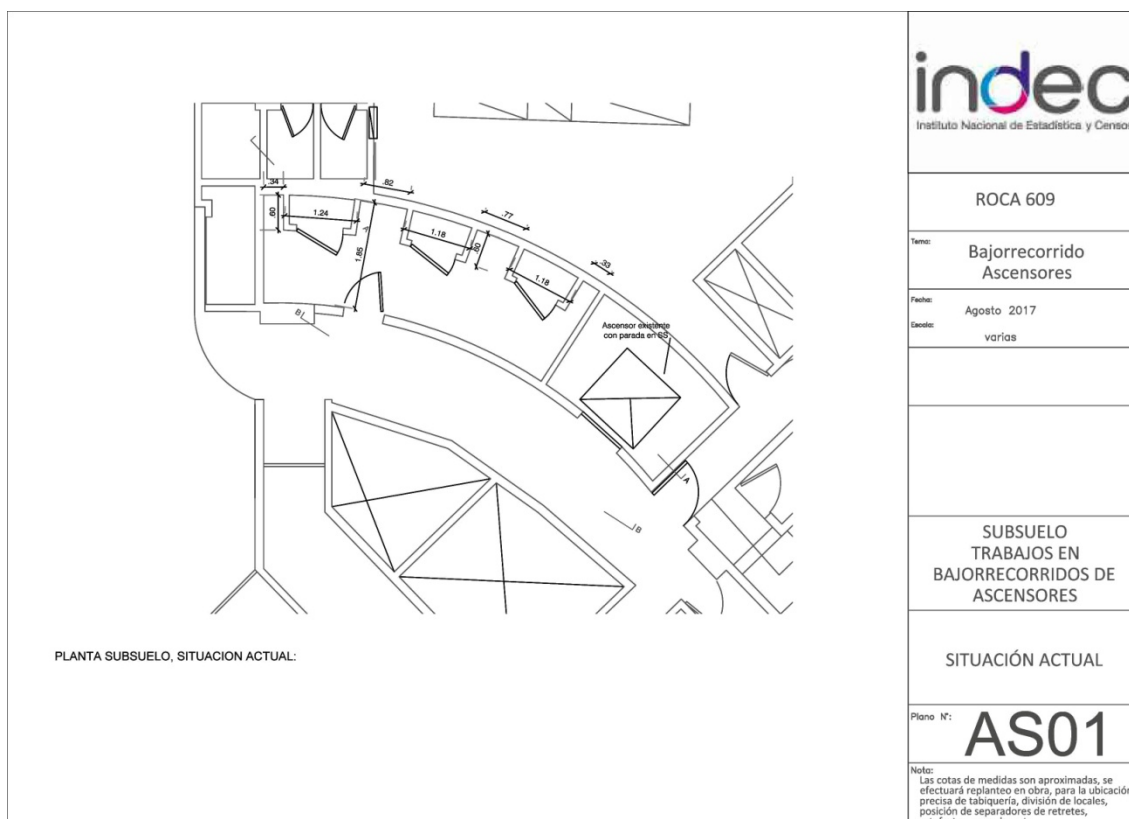 .34
.82
.60
1.24
1.85
1.18
.77
.60
.33
1.18
B
Ascensor existente
con parada en SS
A
B
PLANTA SUBSUELO, SITUACION ACTUAL:
indec
Instituto Nacional de Estadística y Censos
ROCA 609
Tema:
Bajorrecorrido
Ascensores
Fecha:
Agosto 2017
Escala:
varias
SUBSUELO
TRABAJOS EN
BAJORRECORRIDOS DE
ASCENSORES
SITUACIÓN ACTUAL
Plano N°:
AS01
Nota:
Las cotas de medidas son aproximadas, se
efectuará replanteo en obra, para la ubicación
precisa de tabiquería, división de locales,
posición de separadores de retretes,